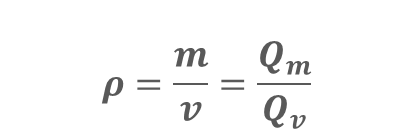 ρ = m/v = Q_m/Q_v